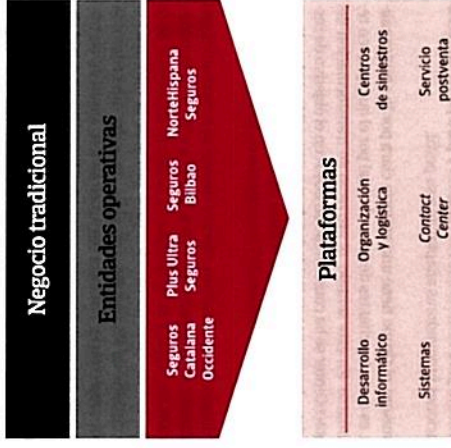 Negocio tradicional
Entidades operativas
Seguros
Catalana
Occidente
Plus Ultra
Seguros
Seguros
Bilbao
NorteHispana
Seguros
Plataformas
Desarrollo
informático
Organización
y logística
Centros
de siniestros
Sistemas
Contact
Center
Servicio
postventa